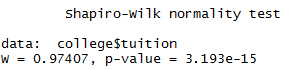 Shapiro-Wilk normality test
data:  college$tuition
W = 0.97407, p-value = 3.193e-15